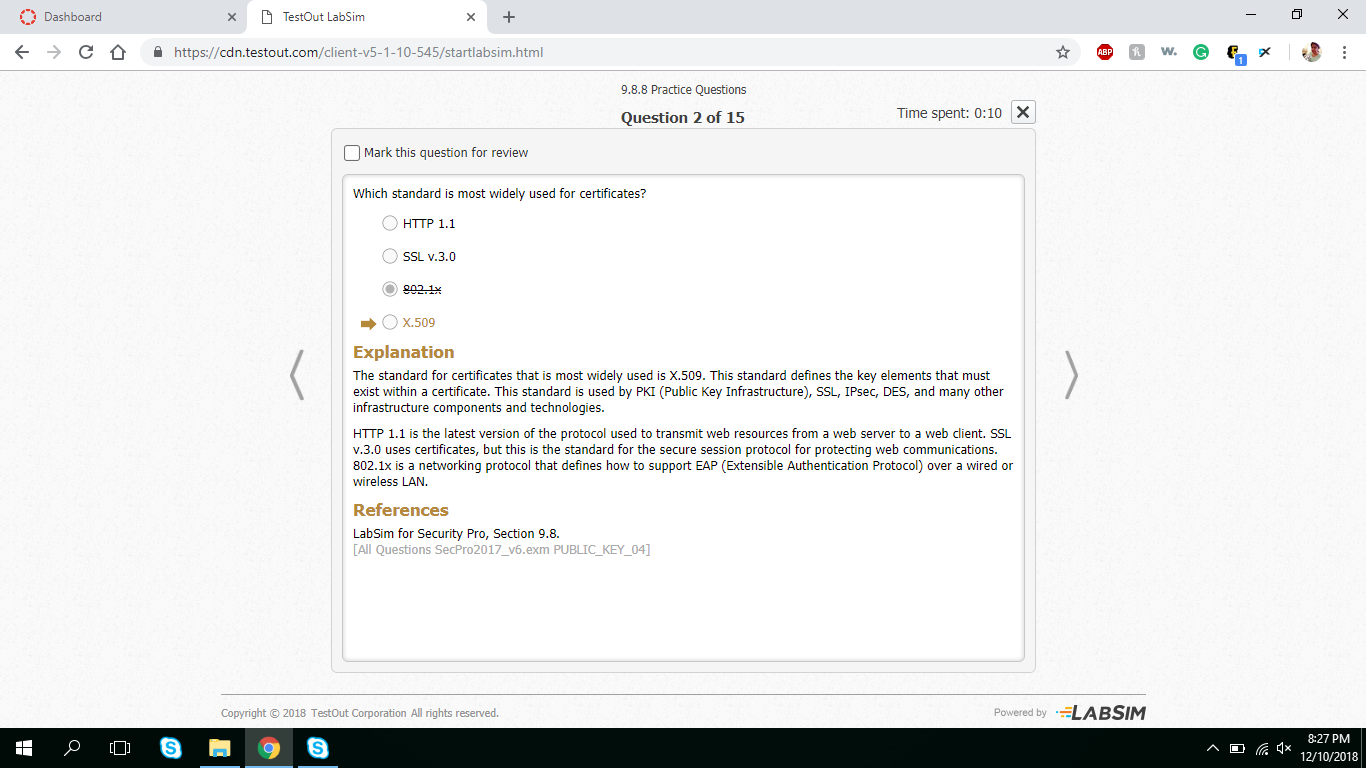 Dashboard
TestOut LabSim
https://cdn.testout.com/client-v5-1-10-545/startlabsim.html
ABP
w.
1
9.8.8 Practice Questions
Question 2 of 15
Time spent: 0:10
Mark this question for review
Which standard is most widely used for certificates?
HTTP 1.1
SSL v.3.0
802.1x
X.509
Explanation
The standard for certificates that is most widely used is X.509. This standard defines the key elements that must
exist within a certificate. This standard is used by PKI (Public Key Infrastructure), SSL, IPsec, DES, and many other
infrastructure components and technologies.
HTTP 1.1 is the latest version of the protocol used to transmit web resources from a web server to a web client. SSL
v.3.0 uses certificates, but this is the standard for the secure session protocol for protecting web communications.
802.1x is a networking protocol that defines how to support EAP (Extensible Authentication Protocol) over a wired or
wireless LAN.
References
LabSim for Security Pro, Section 9.8.
[All Questions SecPro2017_v6.exm PUBLIC_KEY_04]
Copyright © 2018 TestOut Corporation All rights reserved.
Powered by LABSIM
8:27 PM
12/10/2018